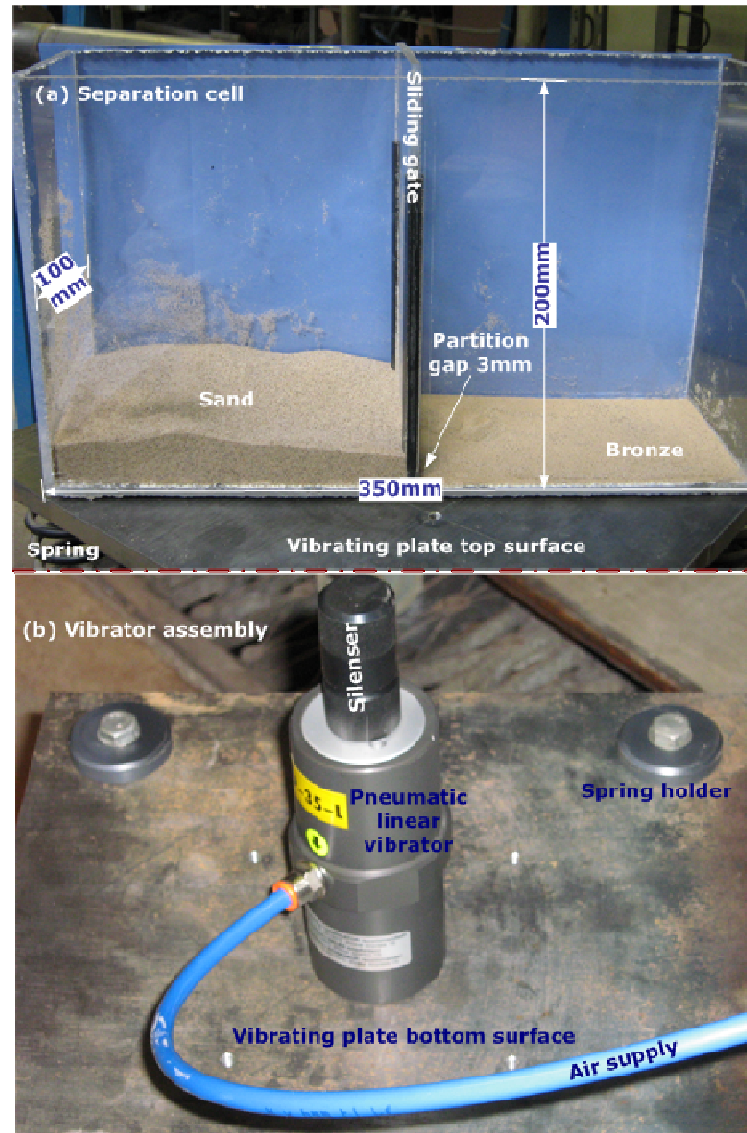 (a) Separation cell
Sliding gate
100
mm
200mm
Partition
gap 3mm
Sand
Bronze
350mm
Spring
Vibrating plate top surface
(b) Vibrator assembly
Silenser
Pneumatic
linear
vibrator
Spring holder
Vibrating plate bottom surface
Air supply